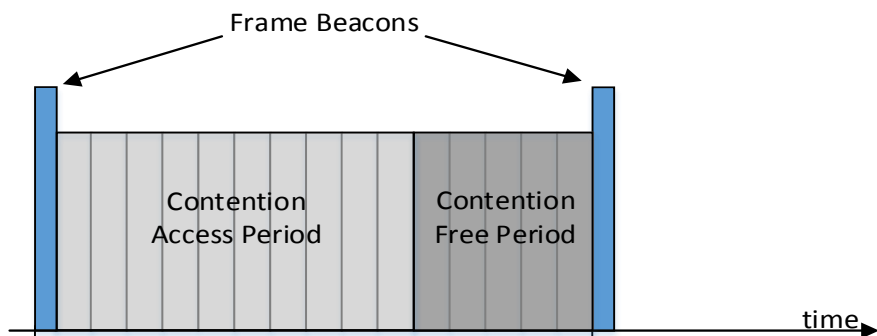 Frame Beacons
Contention
Access Period
Contention
Free Period
time